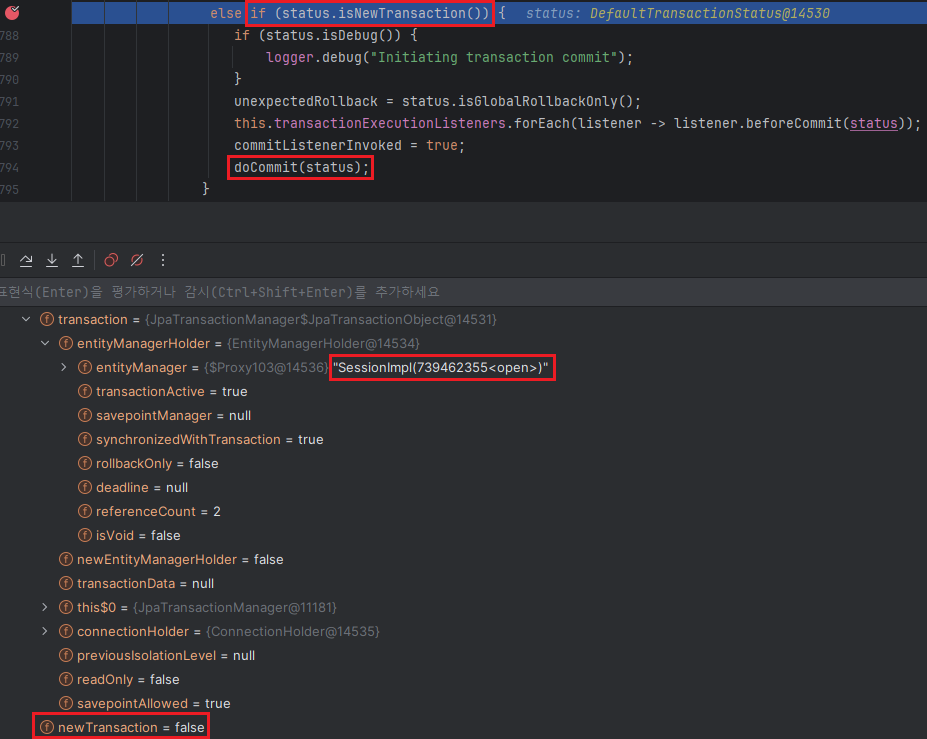 else if (status.isNewTransaction()) { status: DefaultTransactionStatus@14530
788 if (status.isDebug()) {
789 logger.debug("Initiating transaction commit");
790 }
791 unexpectedRollback = status.isGlobalRollbackOnly();
792 this.transactionExecutionListeners.forEach(listener -> listener.beforeCommit(status));
793 commitListenerInvoked = true;
794 doCommit(status);
795 }
표현식(Enter)을 평가하거나 감시(Ctrl+Shift+Enter)를 추가하세요
transaction = {JpaTransactionManager$JpaTransactionObject@14531}
entityManagerHolder = {EntityManagerHolder@14534}
entityManager = {$Proxy103@14536} "SessionImpl(739462355<open>)"
transactionActive = true
savepointManager = null
synchronizedWithTransaction = true
rollbackOnly = false
deadline = null
referenceCount = 2
isVoid = false
newEntityManagerHolder = false
transactionData = null
this$0 = {JpaTransactionManager@11181}
connectionHolder = {ConnectionHolder@14535}
previousIsolationLevel = null
readOnly = false
savepointAllowed = true
newTransaction = false